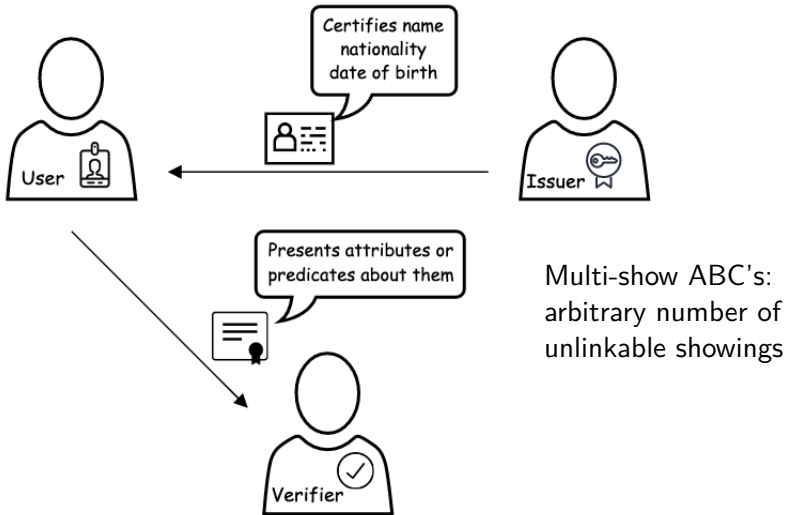 Certifies name
nationality
date of birth
User
Issuer
Presents attributes or
predicates about them
Multi-show ABC's:
arbitrary number of
unlinkable showings
Verifier